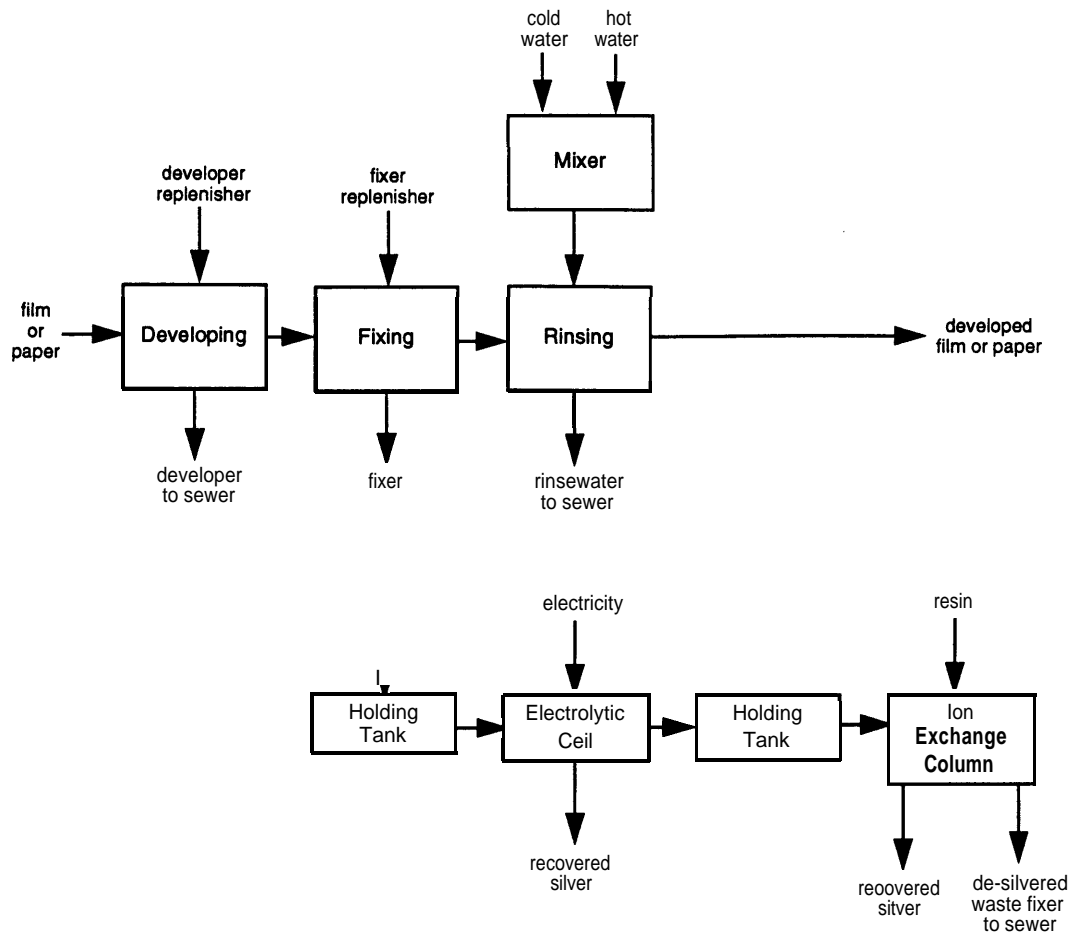 cold
water
hot
water
Mixer
developer
replenisher
fixer
replenisher
film
or
paper
Developing
Fixing
Rinsing
developed
film or paper
developer
to sewer
fixer
rinsewater
to sewer
electricity
resin
I
Holding
Tank
Electrolytic
Ceil
Holding
Tank
Ion
Exchange
Column
recovered
silver
reoovered
sitver
de-silvered
waste fixer
to sewer